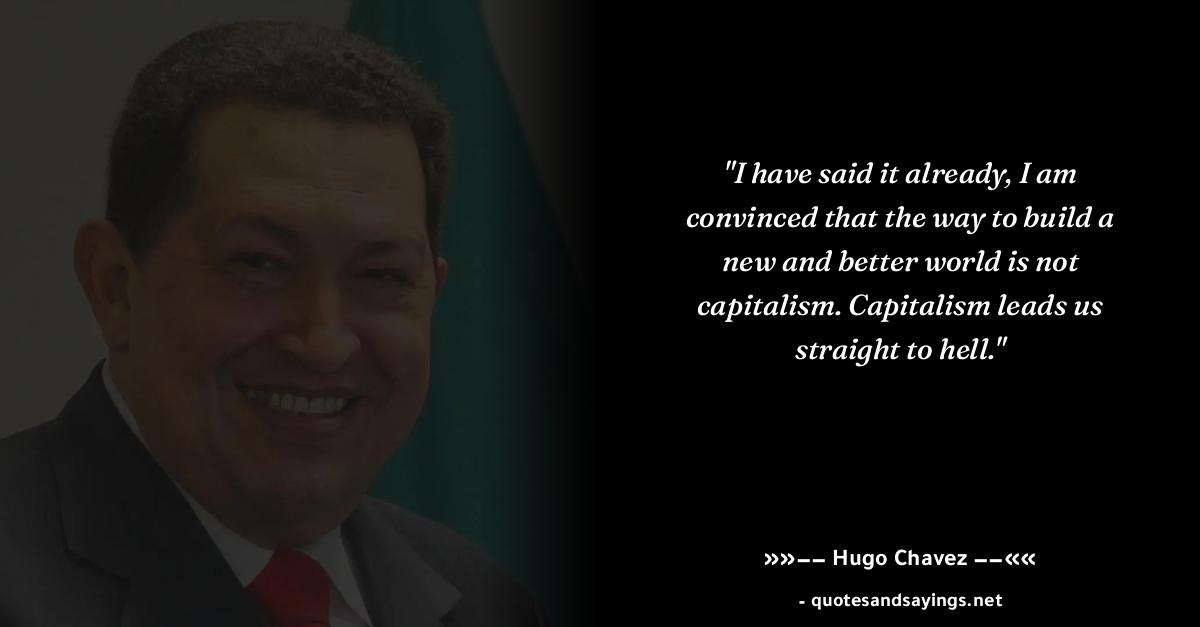 "I have said it already, I am
convinced that the way to build a
new and better world is not
capitalism. Capitalism leads us
straight to hell."
»»−− Hugo Chavez −−««
- quotesandsayings.net